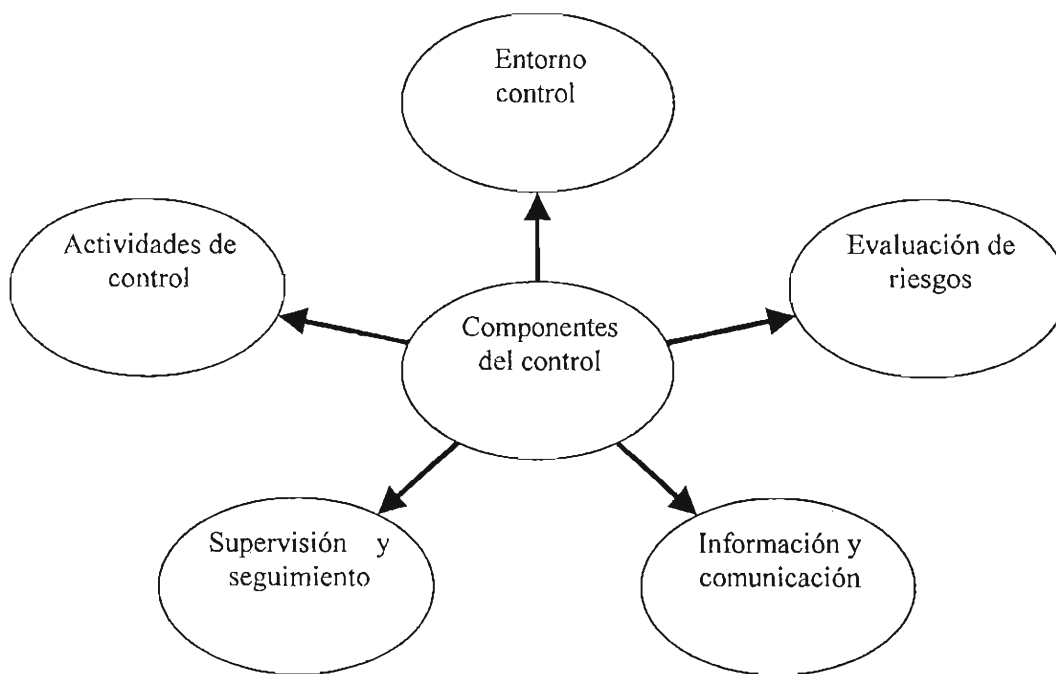 Entorno
control
Actividades de
control
Evaluación de
riesgos
Componentes
del control
Supervisión y
seguimiento
Información y
comunicación